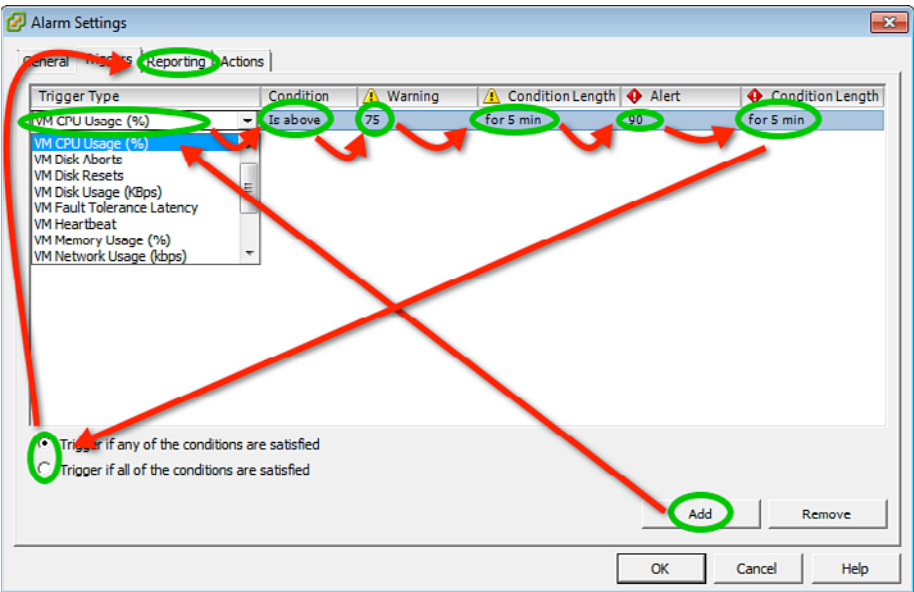 Alarm Settings
General Triggers Reporting Actions
Trigger Type Condition Warning Condition Length Alert Condition Length
VM CPU Usage (%) Is above 75 for 5 min 90 for 5 min
VM CPU Usage (%)
VM Disk Aborts
VM Disk Resets
VM Disk Usage (KBps)
VM Fault Tolerance Latency
VM Heartbeat
VM Memory Usage (%)
VM Network Usage (kbps)
Trigger if any of the conditions are satisfied
Trigger if all of the conditions are satisfied
Add Remove
OK Cancel Help